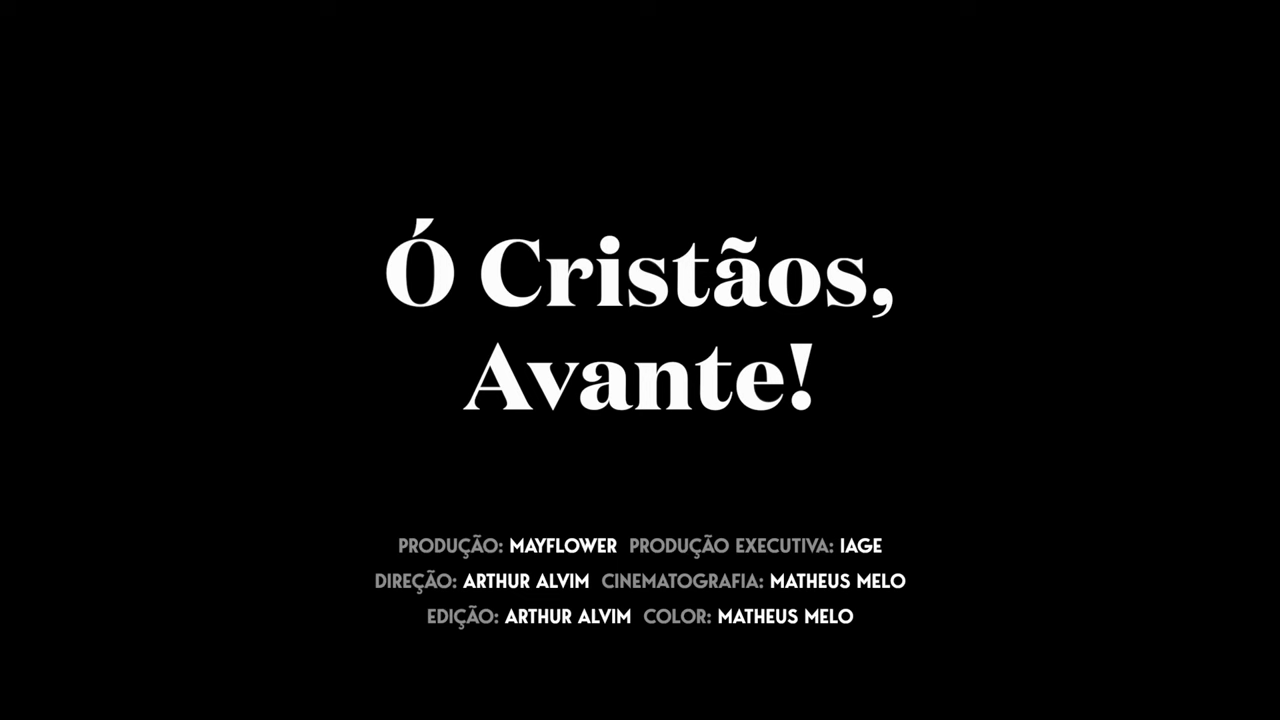 Ó Cristãos,
Avante!
PRODUÇÃO: MAYFLOWER PRODUÇÃO EXECUTIVA: IAGE
DIREÇÃO: ARTHUR ALVIM CINEMATOGRAFIA: MATHEUS MELO
EDIÇÃO: ARTHUR ALVIM COLOR: MATHEUS MELO